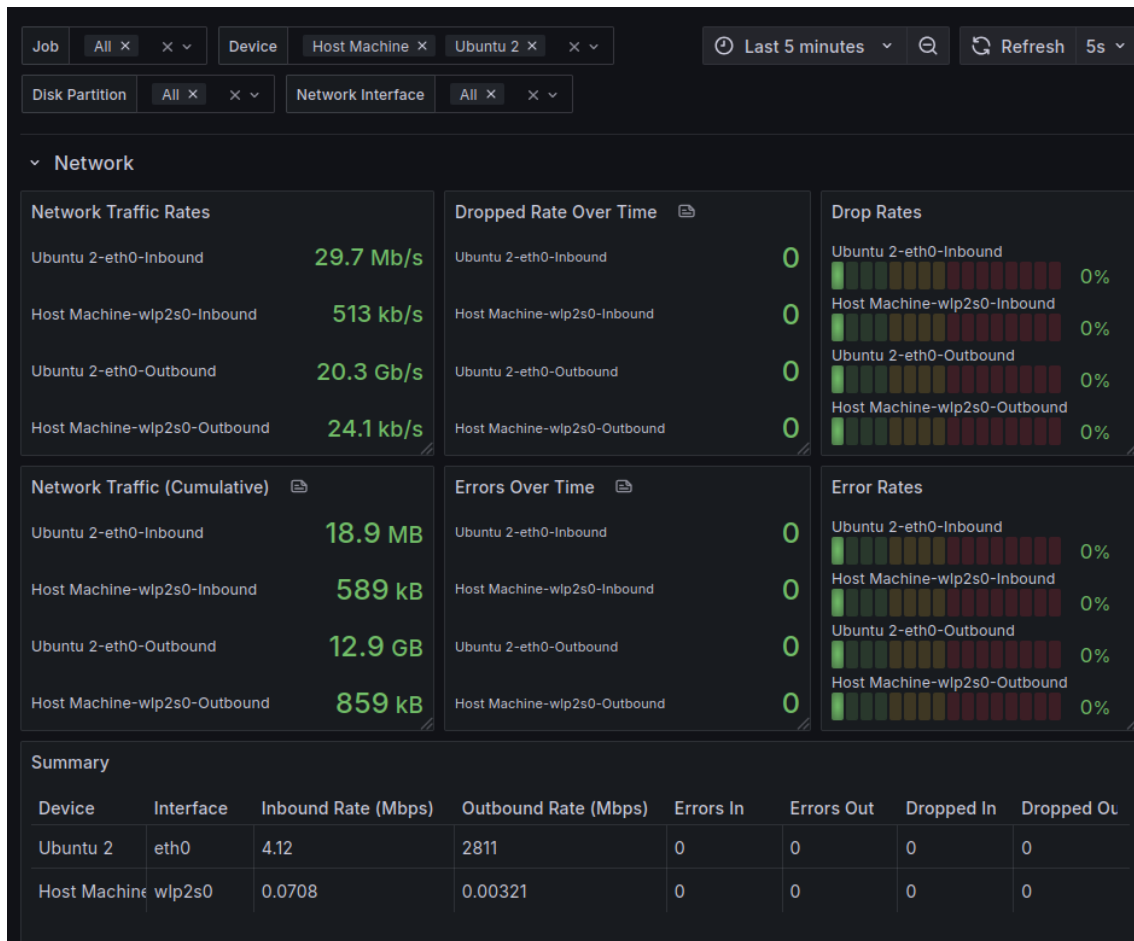 Job All × × Device Host Machine × Ubuntu 2 × × Last 5 minutes Refresh 5s
Disk Partition All × × Network Interface All × ×
Network
Network Traffic Rates
Ubuntu 2-eth0-Inbound 29.7 Mb/s
Host Machine-wlp2s0-Inbound 513 kb/s
Ubuntu 2-eth0-Outbound 20.3 Gb/s
Host Machine-wlp2s0-Outbound 24.1 kb/s
Dropped Rate Over Time
Ubuntu 2-eth0-Inbound 0
Host Machine-wlp2s0-Inbound 0
Ubuntu 2-eth0-Outbound 0
Host Machine-wlp2s0-Outbound 0
Drop Rates
Ubuntu 2-eth0-Inbound
0%
Host Machine-wlp2s0-Inbound
0%
Ubuntu 2-eth0-Outbound
0%
Host Machine-wlp2s0-Outbound
0%
Network Traffic (Cumulative)
Ubuntu 2-eth0-Inbound 18.9 MB
Host Machine-wlp2s0-Inbound 589 kB
Ubuntu 2-eth0-Outbound 12.9 GB
Host Machine-wlp2s0-Outbound 859 kB
Errors Over Time
Ubuntu 2-eth0-Inbound 0
Host Machine-wlp2s0-Inbound 0
Ubuntu 2-eth0-Outbound 0
Host Machine-wlp2s0-Outbound 0
Error Rates
Ubuntu 2-eth0-Inbound
0%
Host Machine-wlp2s0-Inbound
0%
Ubuntu 2-eth0-Outbound
0%
Host Machine-wlp2s0-Outbound
0%
Summary
Device Interface Inbound Rate (Mbps) Outbound Rate (Mbps) Errors In Errors Out Dropped In Dropped Ou
Ubuntu 2 eth0 4.12 2811 0 0 0 0
Host Machine wlp2s0 0.0708 0.00321 0 0 0 0